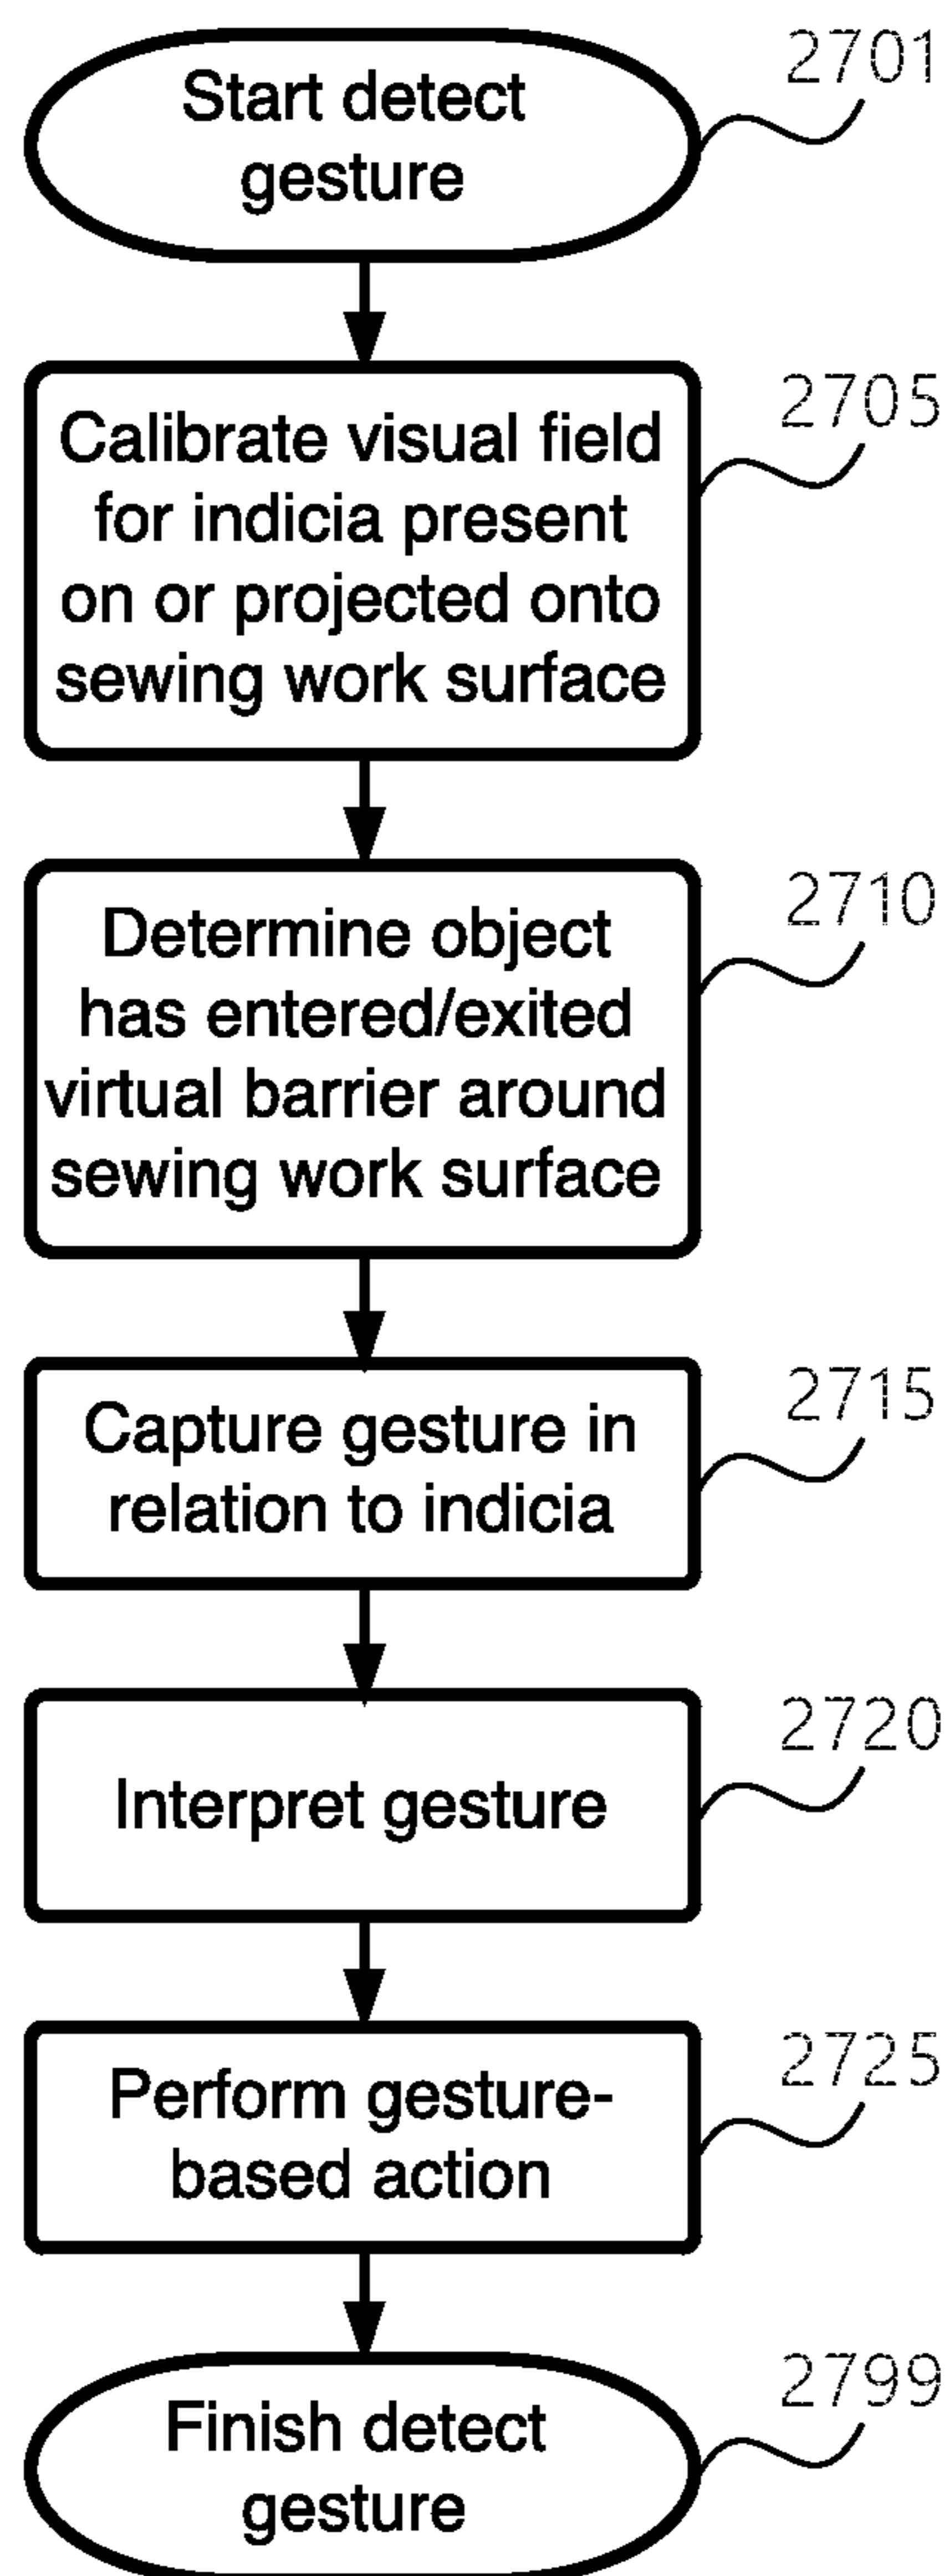 Start detect
gesture
2701
Calibrate visual field
for indicia present
on or projected onto
sewing work surface
2705
Determine object
has entered/exited
virtual barrier around
sewing work surface
2710
Capture gesture in
relation to indicia
2715
Interpret gesture
2720
Perform gesture-
based action
2725
Finish detect
gesture
2799